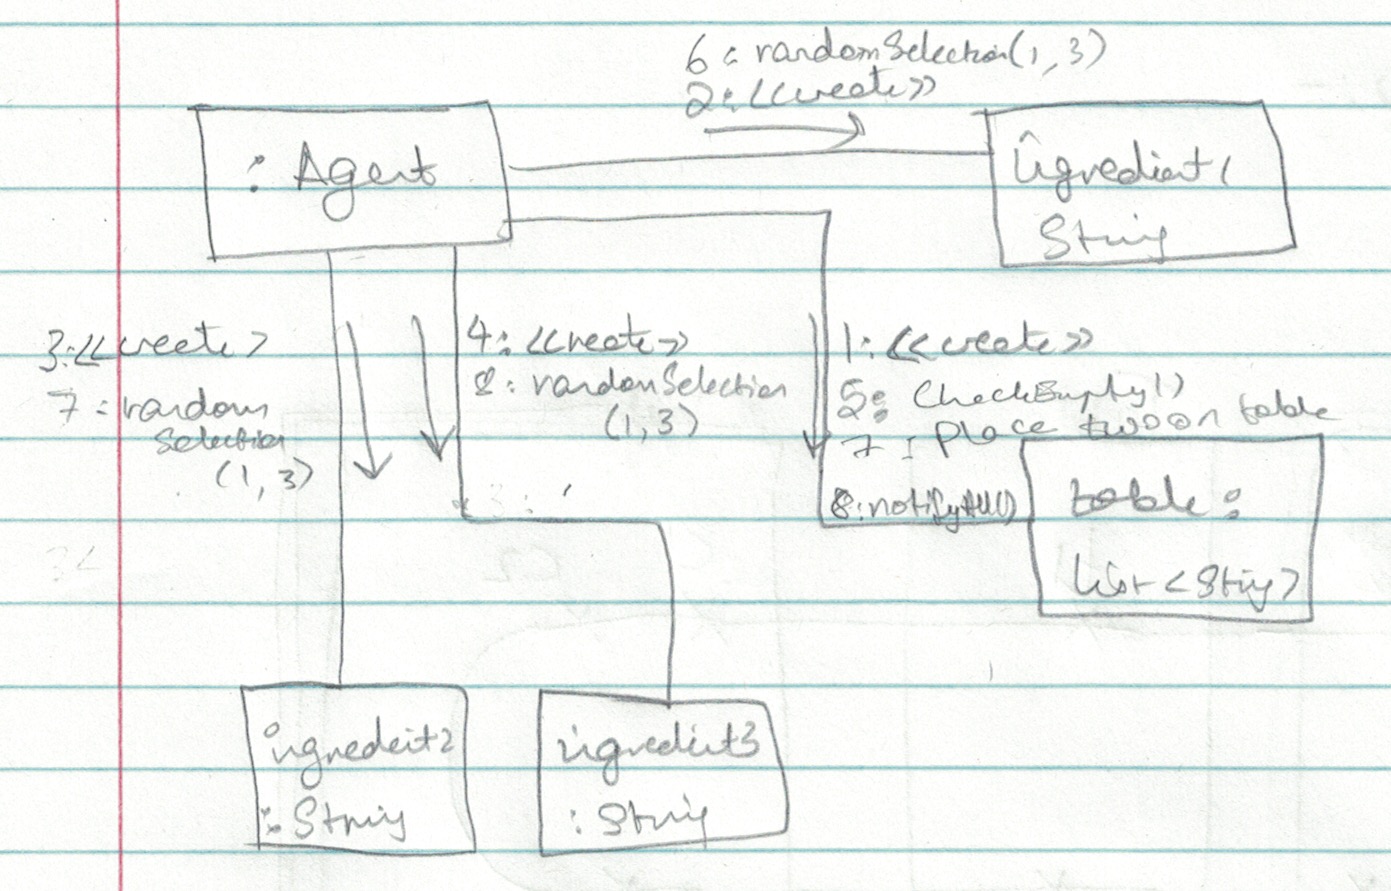 6: randomSelection(1, 3)
2: <<create>>
: Agent
ingredient1
String
3:<<create>
7: random
Selection
(1, 3)
4: <<create>>
8: randomSelection
(1, 3)
1: <<create>>
5: CheckEmpty()
7: Place two on table
8:notifyAll()
table:
List<String>
ingredient2
: String
ingredient3
: String